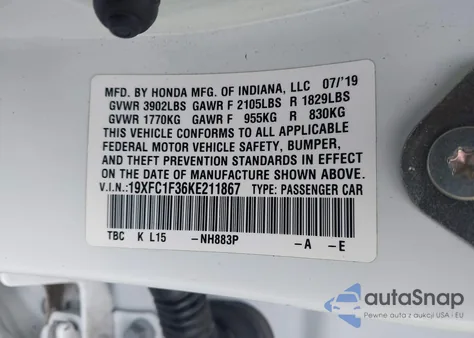 MFD. BY HONDA MFG. OF INDIANA, LLC 07/'19
GVWR 3902LBS GAWR F 2105LBS R 1829LBS
GVWR 1770KG GAWR F 955KG R 830KG
THIS VEHICLE CONFORMS TO ALL APPLICABLE
FEDERAL MOTOR VEHICLE SAFETY, BUMPER,
AND THEFT PREVENTION STANDARDS IN EFFECT
ON THE DATE OF MANUFACTURE SHOWN ABOVE.
V.I.N.:19XFC1F36KE211867 TYPE: PASSENGER CAR
TBC K L15 -NH883P -A -E
autoSnap
Pewne auta z aukcji USA - EU